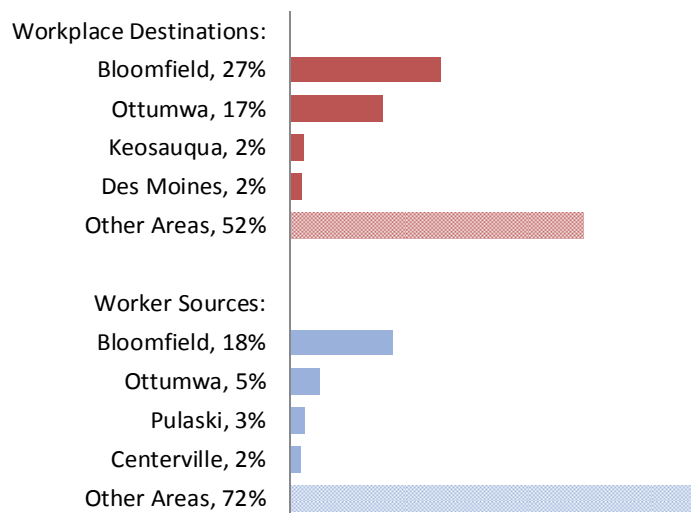 Workplace Destinations:
Bloomfield, 27%
Ottumwa, 17%
Keosauqua, 2%
Des Moines, 2%
Other Areas, 52%
Worker Sources:
Bloomfield, 18%
Ottumwa, 5%
Pulaski, 3%
Centerville, 2%
Other Areas, 72%